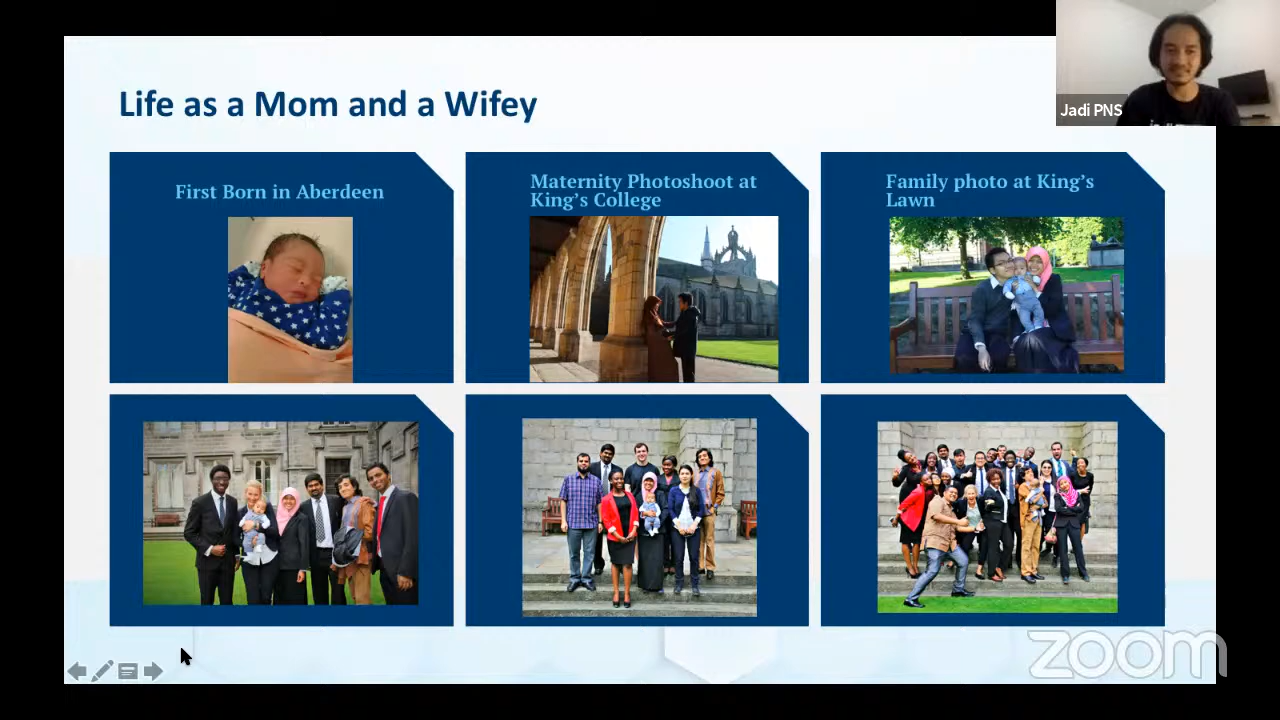 Life as a Mom and a Wifey
Jadi PNS
First Born in Aberdeen
Maternity Photoshoot at
King's College
Family photo at King's
Lawn
zoom